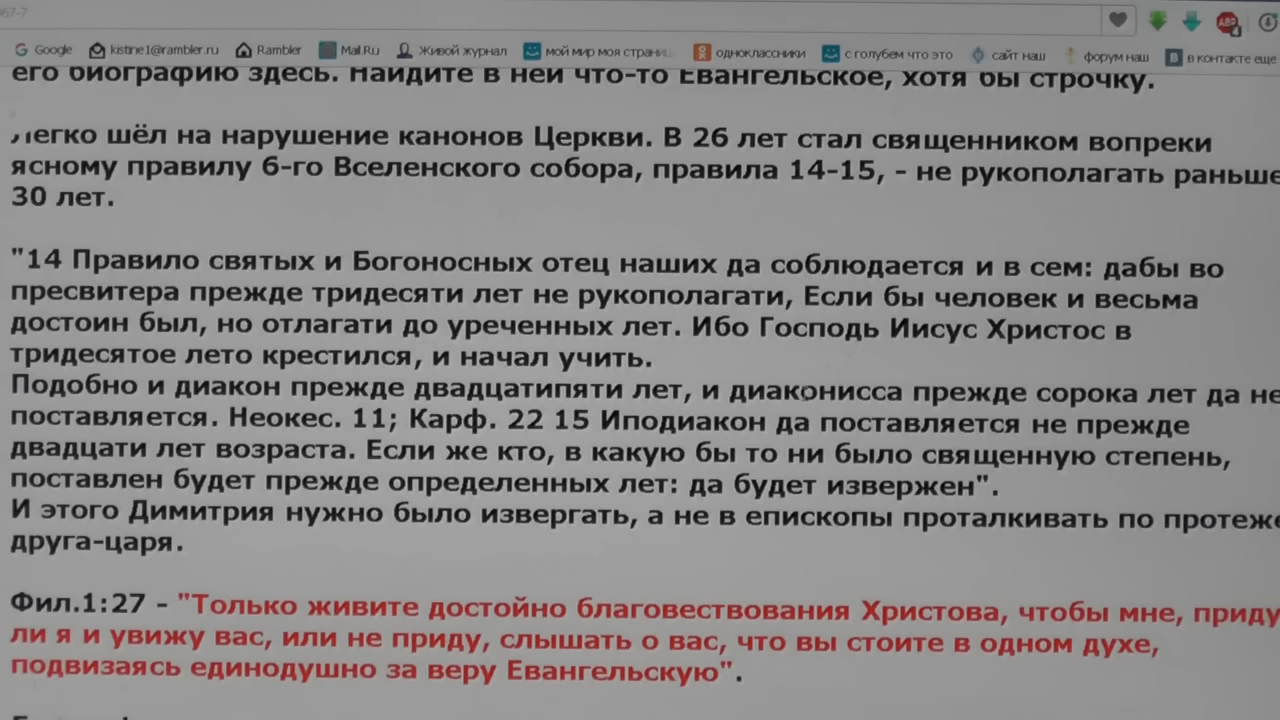 967-7
Google kistine1@rambler.ru Rambler Mail.Ru Живой журнал мой мир моя страни одноклассники с голубем что это сайт наш форум наш в контакте еще
его биографию здесь. Найдите в ней что-то Евангельское, хотя бы строчку.
Легко шёл на нарушение канонов Церкви. В 26 лет стал священником вопреки
ясному правилу 6-го Вселенского собора, правила 14-15, - не рукополагать раньше
30 лет.
"14 Правило святых и Богоносных отец наших да соблюдается и в сем: дабы во
пресвитера прежде тридесяти лет не рукополагати, Если бы человек и весьма
достоин был, но отлагати до уреченных лет. Ибо Господь Иисус Христос в
тридесятое лето крестился, и начал учить.
Подобно и диакон прежде двадцатипяти лет, и диаконисса прежде сорока лет да не
поставляется. Неокес. 11; Карф. 22 15 Иподиакон да поставляется не прежде
двадцати лет возраста. Если же кто, в какую бы то ни было священную степень,
поставлен будет прежде определенных лет: да будет извержен".
И этого Димитрия нужно было извергать, а не в епископы проталкивать по протеже
друга-царя.
Фил.1:27 - "Только живите достойно благовествования Христова, чтобы мне, приду
ли я и увижу вас, или не приду, слышать о вас, что вы стоите в одном духе,
подвизаясь единодушно за веру Евангельскую".